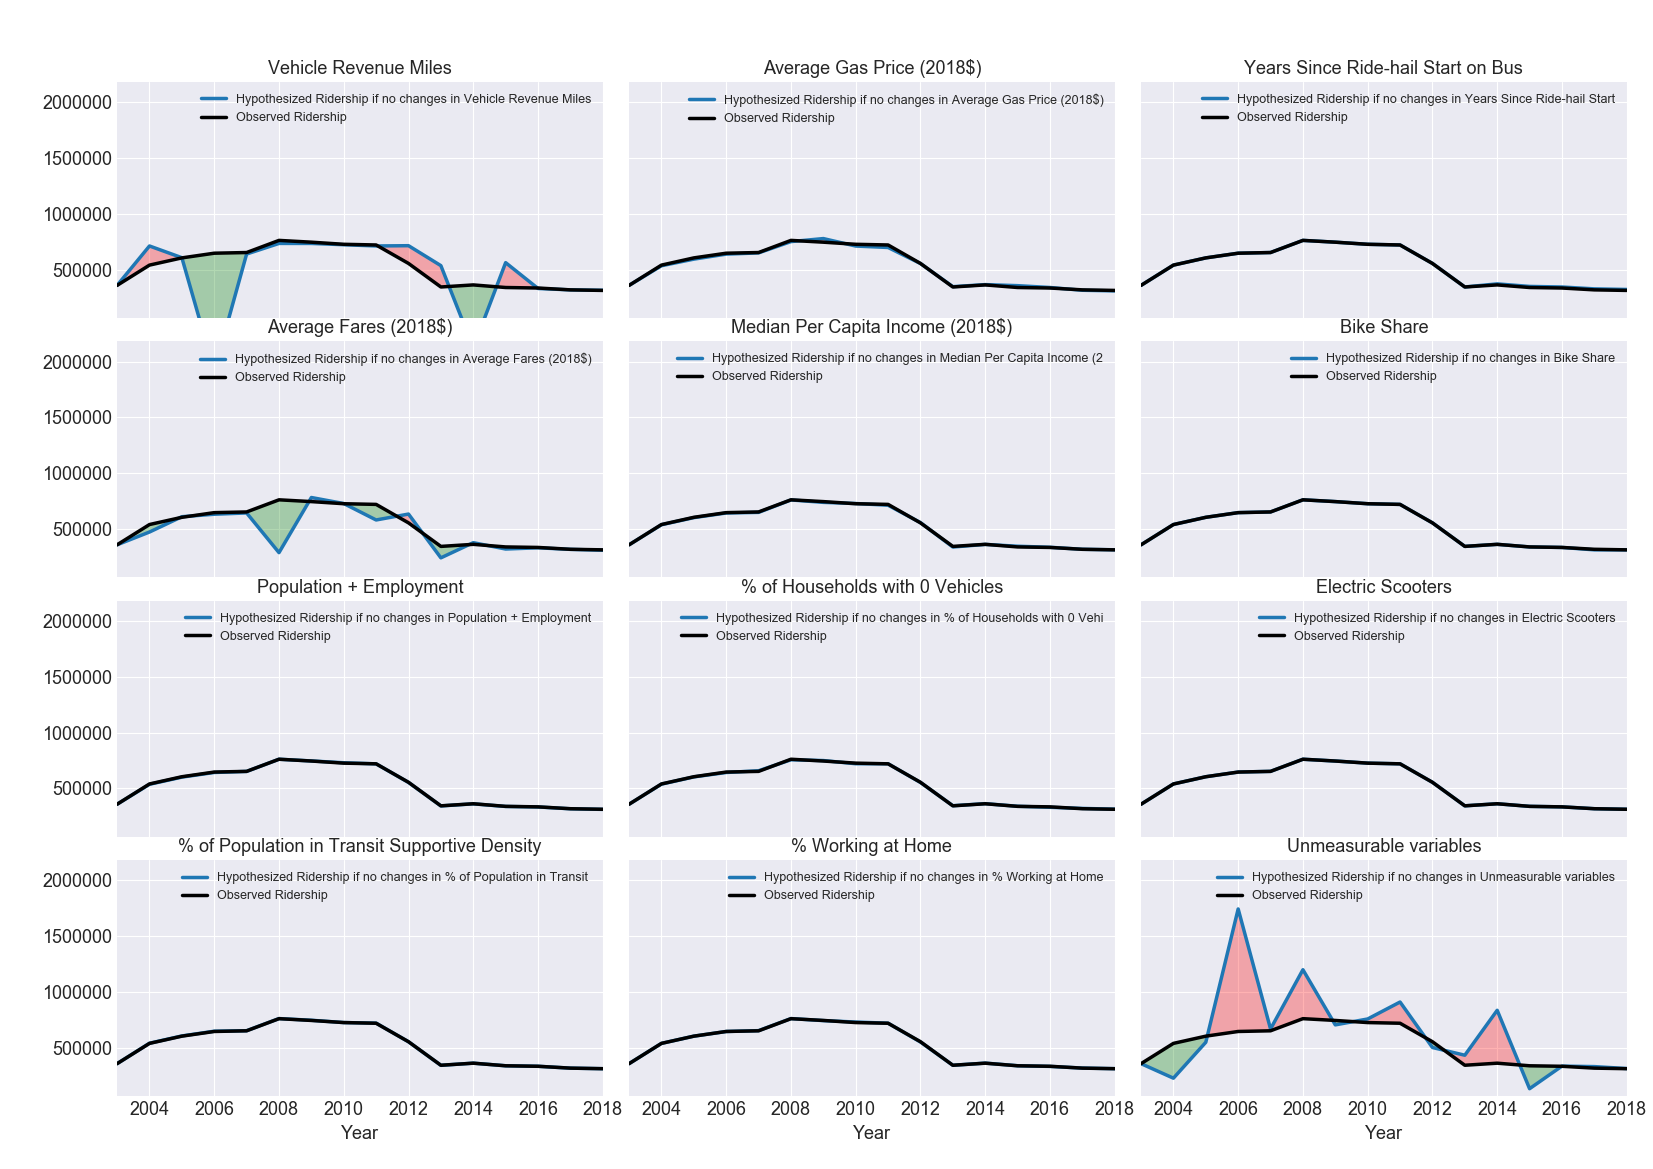 Vehicle Revenue Miles
Average Gas Price (2018$)
Years Since Ride-hail Start on Bus
2000000
1500000
1000000
500000
Hypothesized Ridership if no changes in Vehicle Revenue Miles
Observed Ridership
Hypothesized Ridership if no changes in Average Gas Price (2018$)
Observed Ridership
Hypothesized Ridership if no changes in Years Since Ride-hail Start
Observed Ridership
Average Fares (2018$)
Median Per Capita Income (2018$)
Bike Share
2000000
1500000
1000000
500000
Hypothesized Ridership if no changes in Average Fares (2018$)
Observed Ridership
Hypothesized Ridership if no changes in Median Per Capita Income (2
Observed Ridership
Hypothesized Ridership if no changes in Bike Share
Observed Ridership
Population + Employment
% of Households with 0 Vehicles
Electric Scooters
2000000
1500000
1000000
500000
Hypothesized Ridership if no changes in Population + Employment
Observed Ridership
Hypothesized Ridership if no changes in % of Households with 0 Vehi
Observed Ridership
Hypothesized Ridership if no changes in Electric Scooters
Observed Ridership
% of Population in Transit Supportive Density
% Working at Home
Unmeasurable variables
2000000
1500000
1000000
500000
Hypothesized Ridership if no changes in % of Population in Transit
Observed Ridership
Hypothesized Ridership if no changes in % Working at Home
Observed Ridership
Hypothesized Ridership if no changes in Unmeasurable variables
Observed Ridership
2004 2006 2008 2010 2012 2014 2016 2018
2004 2006 2008 2010 2012 2014 2016 2018
2004 2006 2008 2010 2012 2014 2016 2018
Year
Year
Year